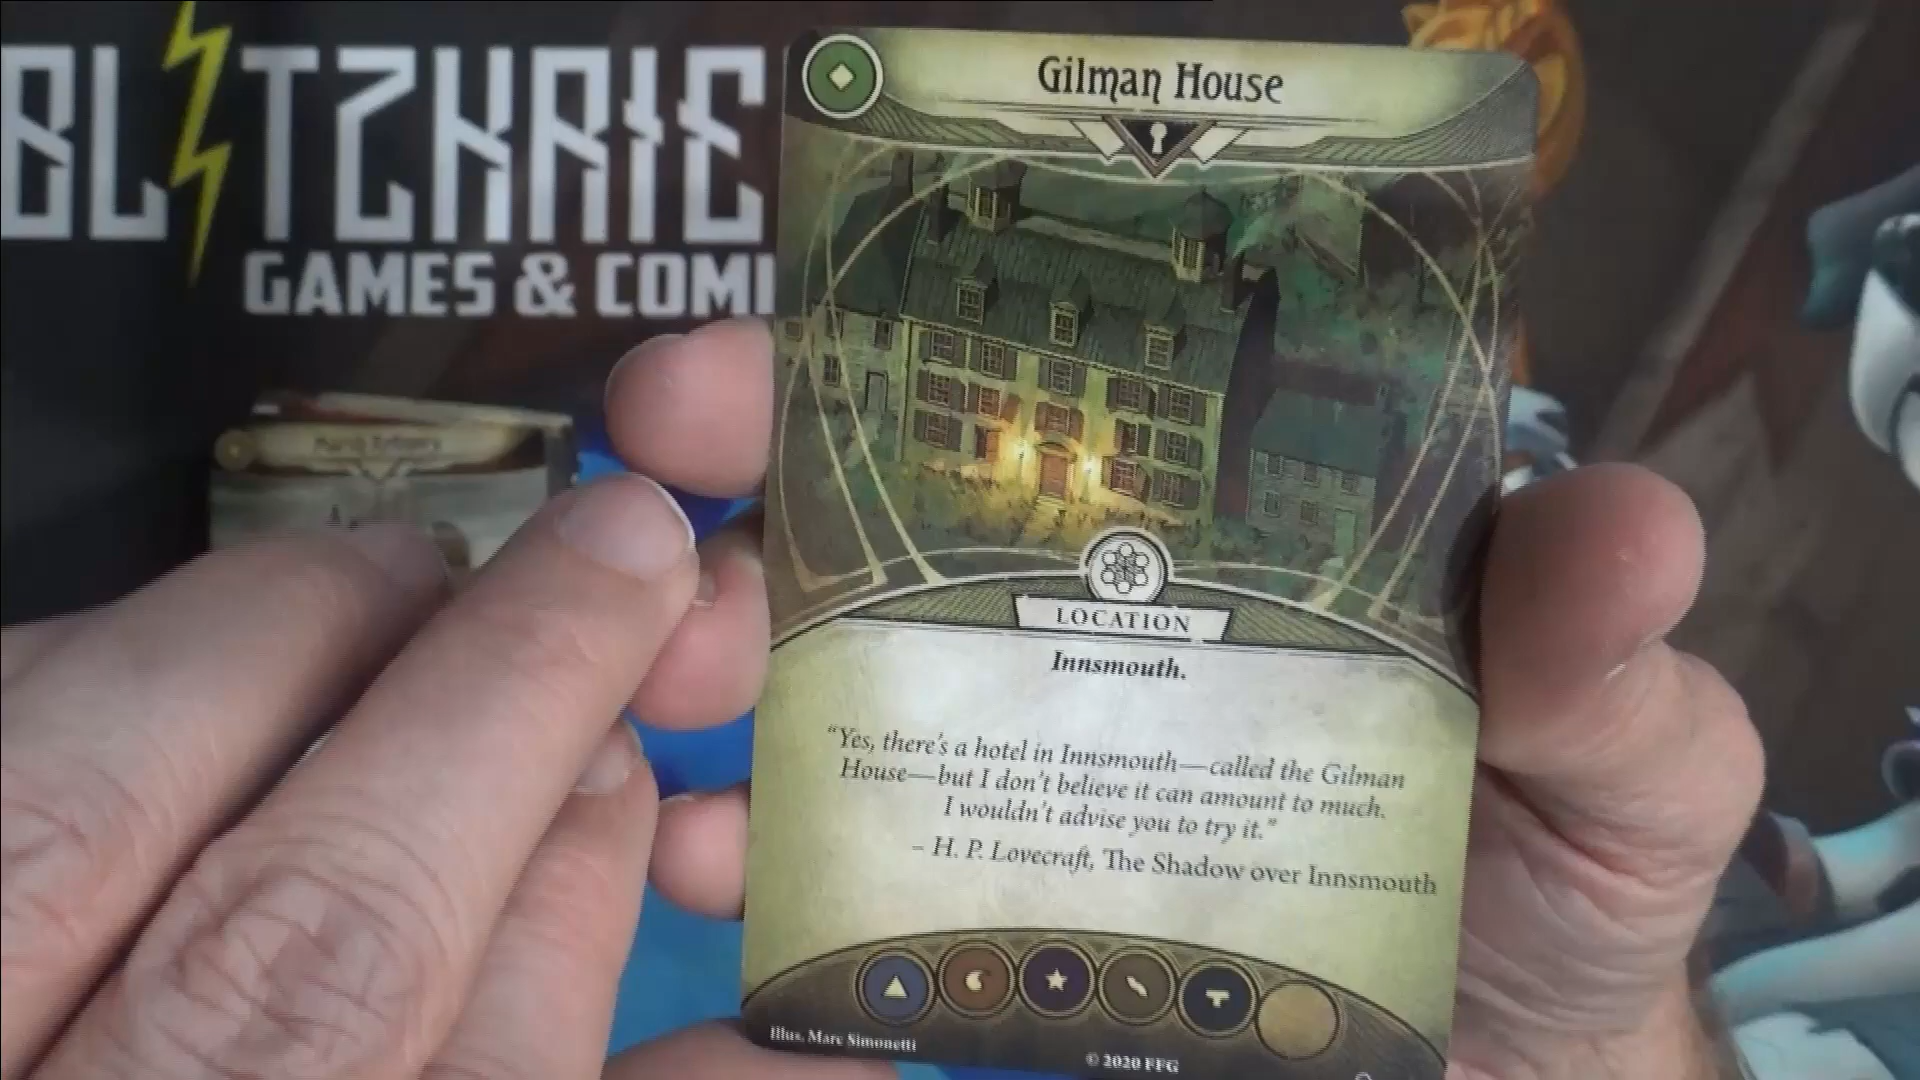 BLITZKRIE
GAMES & COMI
Gilman House
LOCATION
Innsmouth.
“Yes, there’s a hotel in Innsmouth—called the Gilman
House—but I don’t believe it can amount to much.
I wouldn’t advise you to try it.”
– H. P. Lovecraft, The Shadow over Innsmouth
Illus. Marc Simonetti
© 2020 FFG